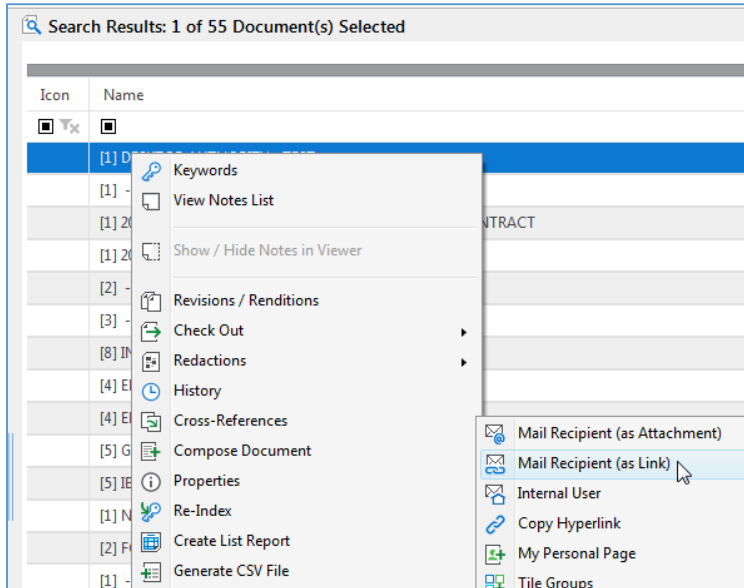 Search Results: 1 of 55 Document(s) Selected
Icon Name
[1]
Keywords
[1] -
View Notes List
[1] 20 NTRACT
[1] 20
Show / Hide Notes in Viewer
[2] -
Revisions / Renditions
[3] -
Check Out
[8] IN
Redactions
[4] E
History
[4] E
Cross-References
Mail Recipient (as Attachment)
[5] G
Compose Document
Mail Recipient (as Link)
[5] IE
Properties
Internal User
[1] N
Re-Index
Copy Hyperlink
[2] F
Create List Report
My Personal Page
[1] -
Generate CSV File
Tile Groups